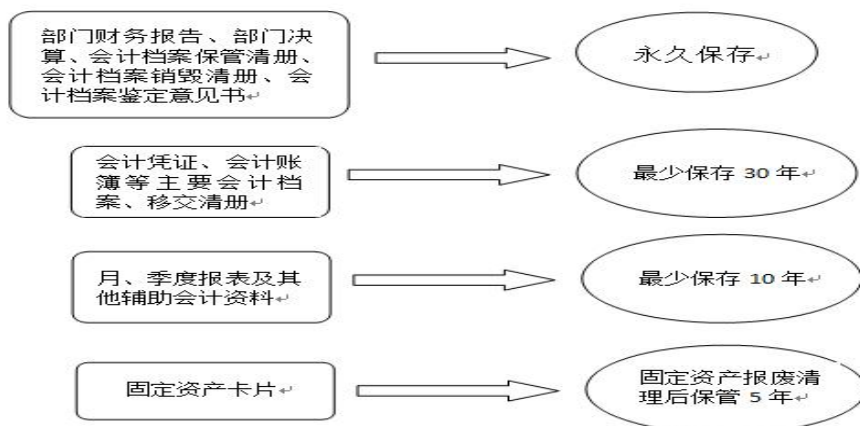 部门财务报告、部门决
算、会计档案保管清册、
会计档案销毁清册、会
计档案鉴定意见书↵
永久保存↵
会计凭证、会计账
簿等主要会计档
案、移交清册↵
最少保存 30 年↵
月、季度报表及其
他辅助会计资料↵
最少保存 10 年↵
固定资产卡片↵
固定资产报废清
理后保管 5 年↵